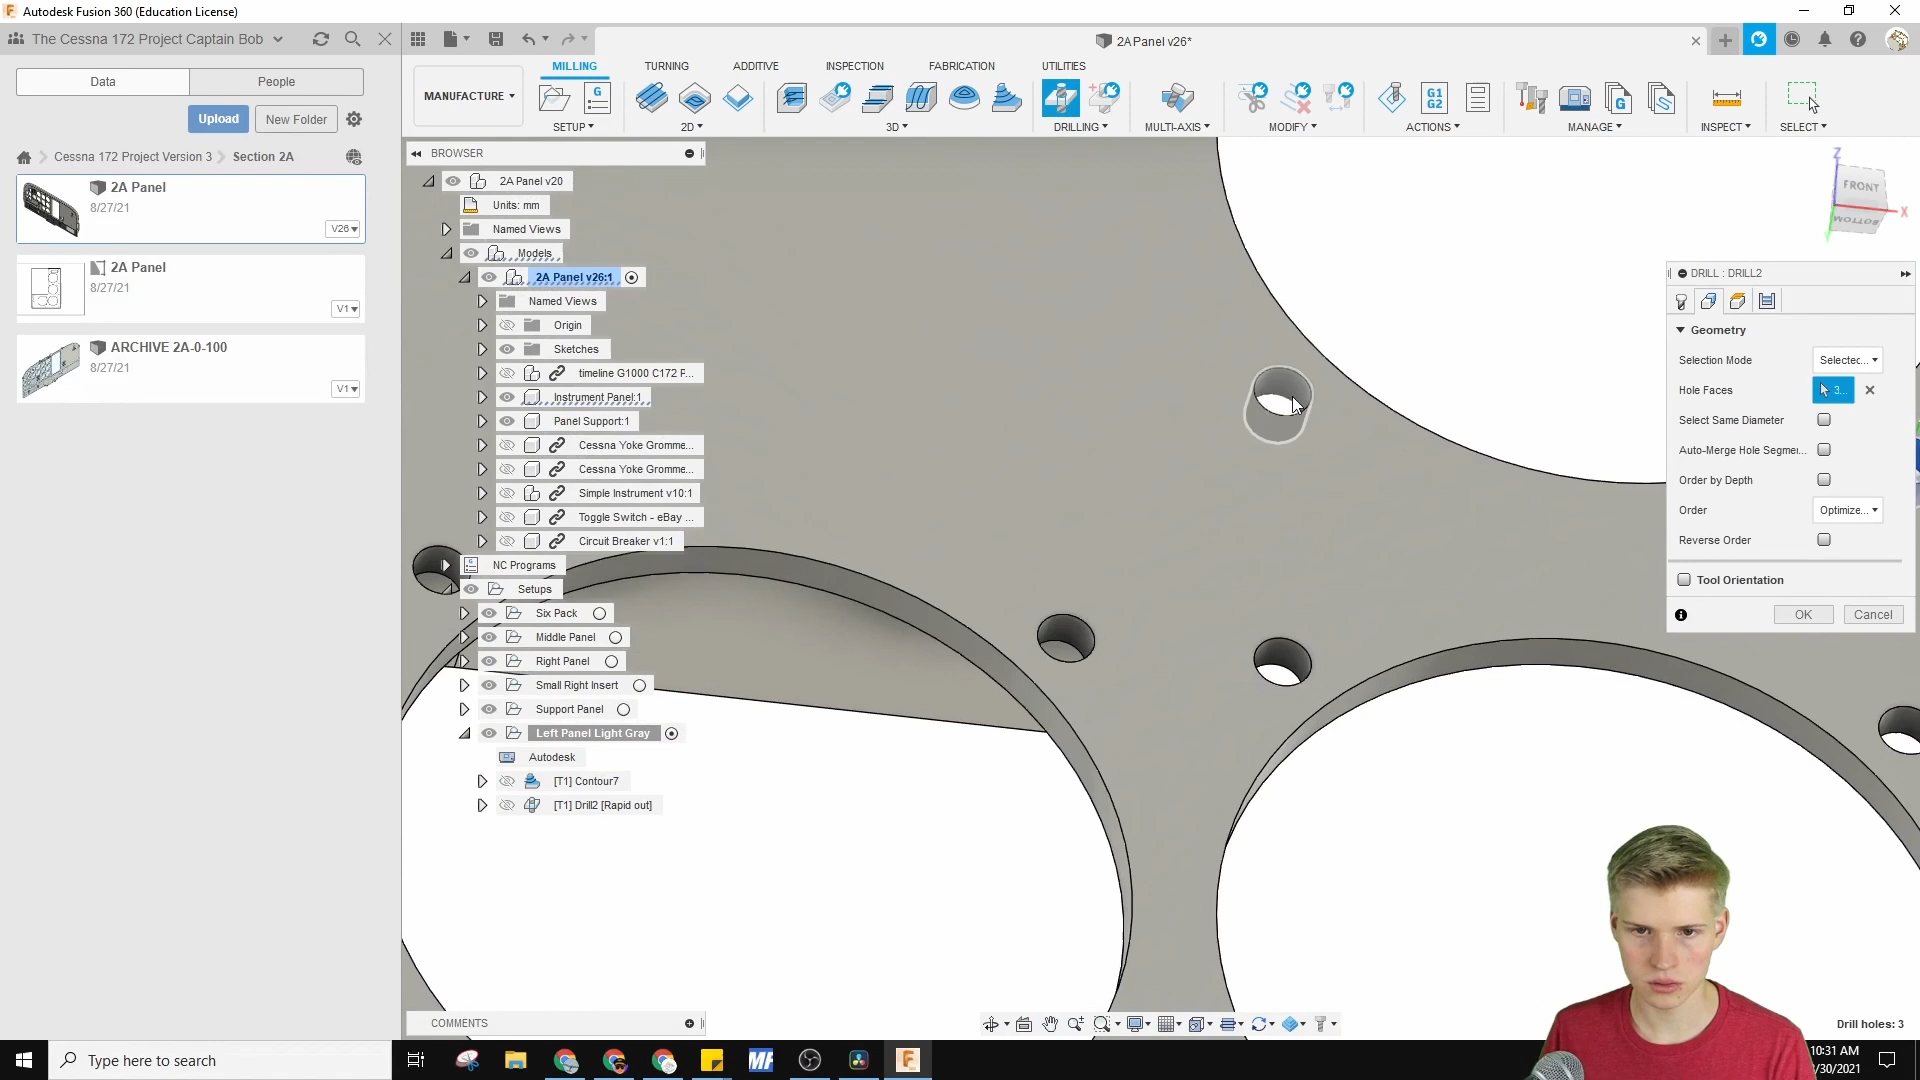 Autodesk Fusion 360 (Education License)
The Cessna 172 Project Captain Bob
2A Panel v26*
Data
People
Upload
New Folder
Cessna 172 Project Version 3
Section 2A
2A Panel
8/27/21
V26
2A Panel
8/27/21
V1
ARCHIVE 2A-0-100
8/27/21
V1
MANUFACTURE
MILLING
TURNING
ADDITIVE
INSPECTION
FABRICATION
UTILITIES
G1
G2
SETUP
2D
3D
DRILLING
MULTI-AXIS
MODIFY
ACTIONS
MANAGE
INSPECT
SELECT
BROWSER
2A Panel v20
Units: mm
Named Views
Models
2A Panel v26:1
Named Views
Origin
Sketches
timeline G1000 C172 F...
Instrument Panel:1
Panel Support:1
Cessna Yoke Gromme...
Cessna Yoke Gromme...
Simple Instrument v10:1
Toggle Switch - eBay ...
Circuit Breaker v1:1
NC Programs
Setups
Six Pack
Middle Panel
Right Panel
Small Right Insert
Support Panel
Left Panel Light Gray
Autodesk
[T1] Contour7
[T1] Drill2 [Rapid out]
Z
FRONT
BOTTOM
X
DRILL : DRILL2
Geometry
Selection Mode
Selectec...
Hole Faces
3...
Select Same Diameter
Auto-Merge Hole Segmer...
Order by Depth
Order
Optimize...
Reverse Order
Tool Orientation
OK
Cancel
COMMENTS
Drill holes: 3
Type here to search
MF
10:31 AM
/30/2021